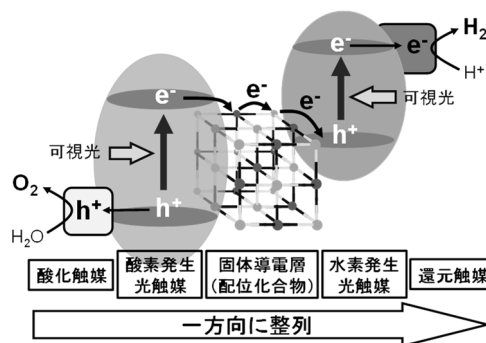 e⁻
e⁻
H₂
H⁺
e⁻
e⁻
e⁻
可視光
可視光
h⁺
O₂
h⁺
h⁺
H₂O
酸化触媒
酸素発生
光触媒
固体導電層
(配位化合物)
水素発生
光触媒
還元触媒
一方向に整列